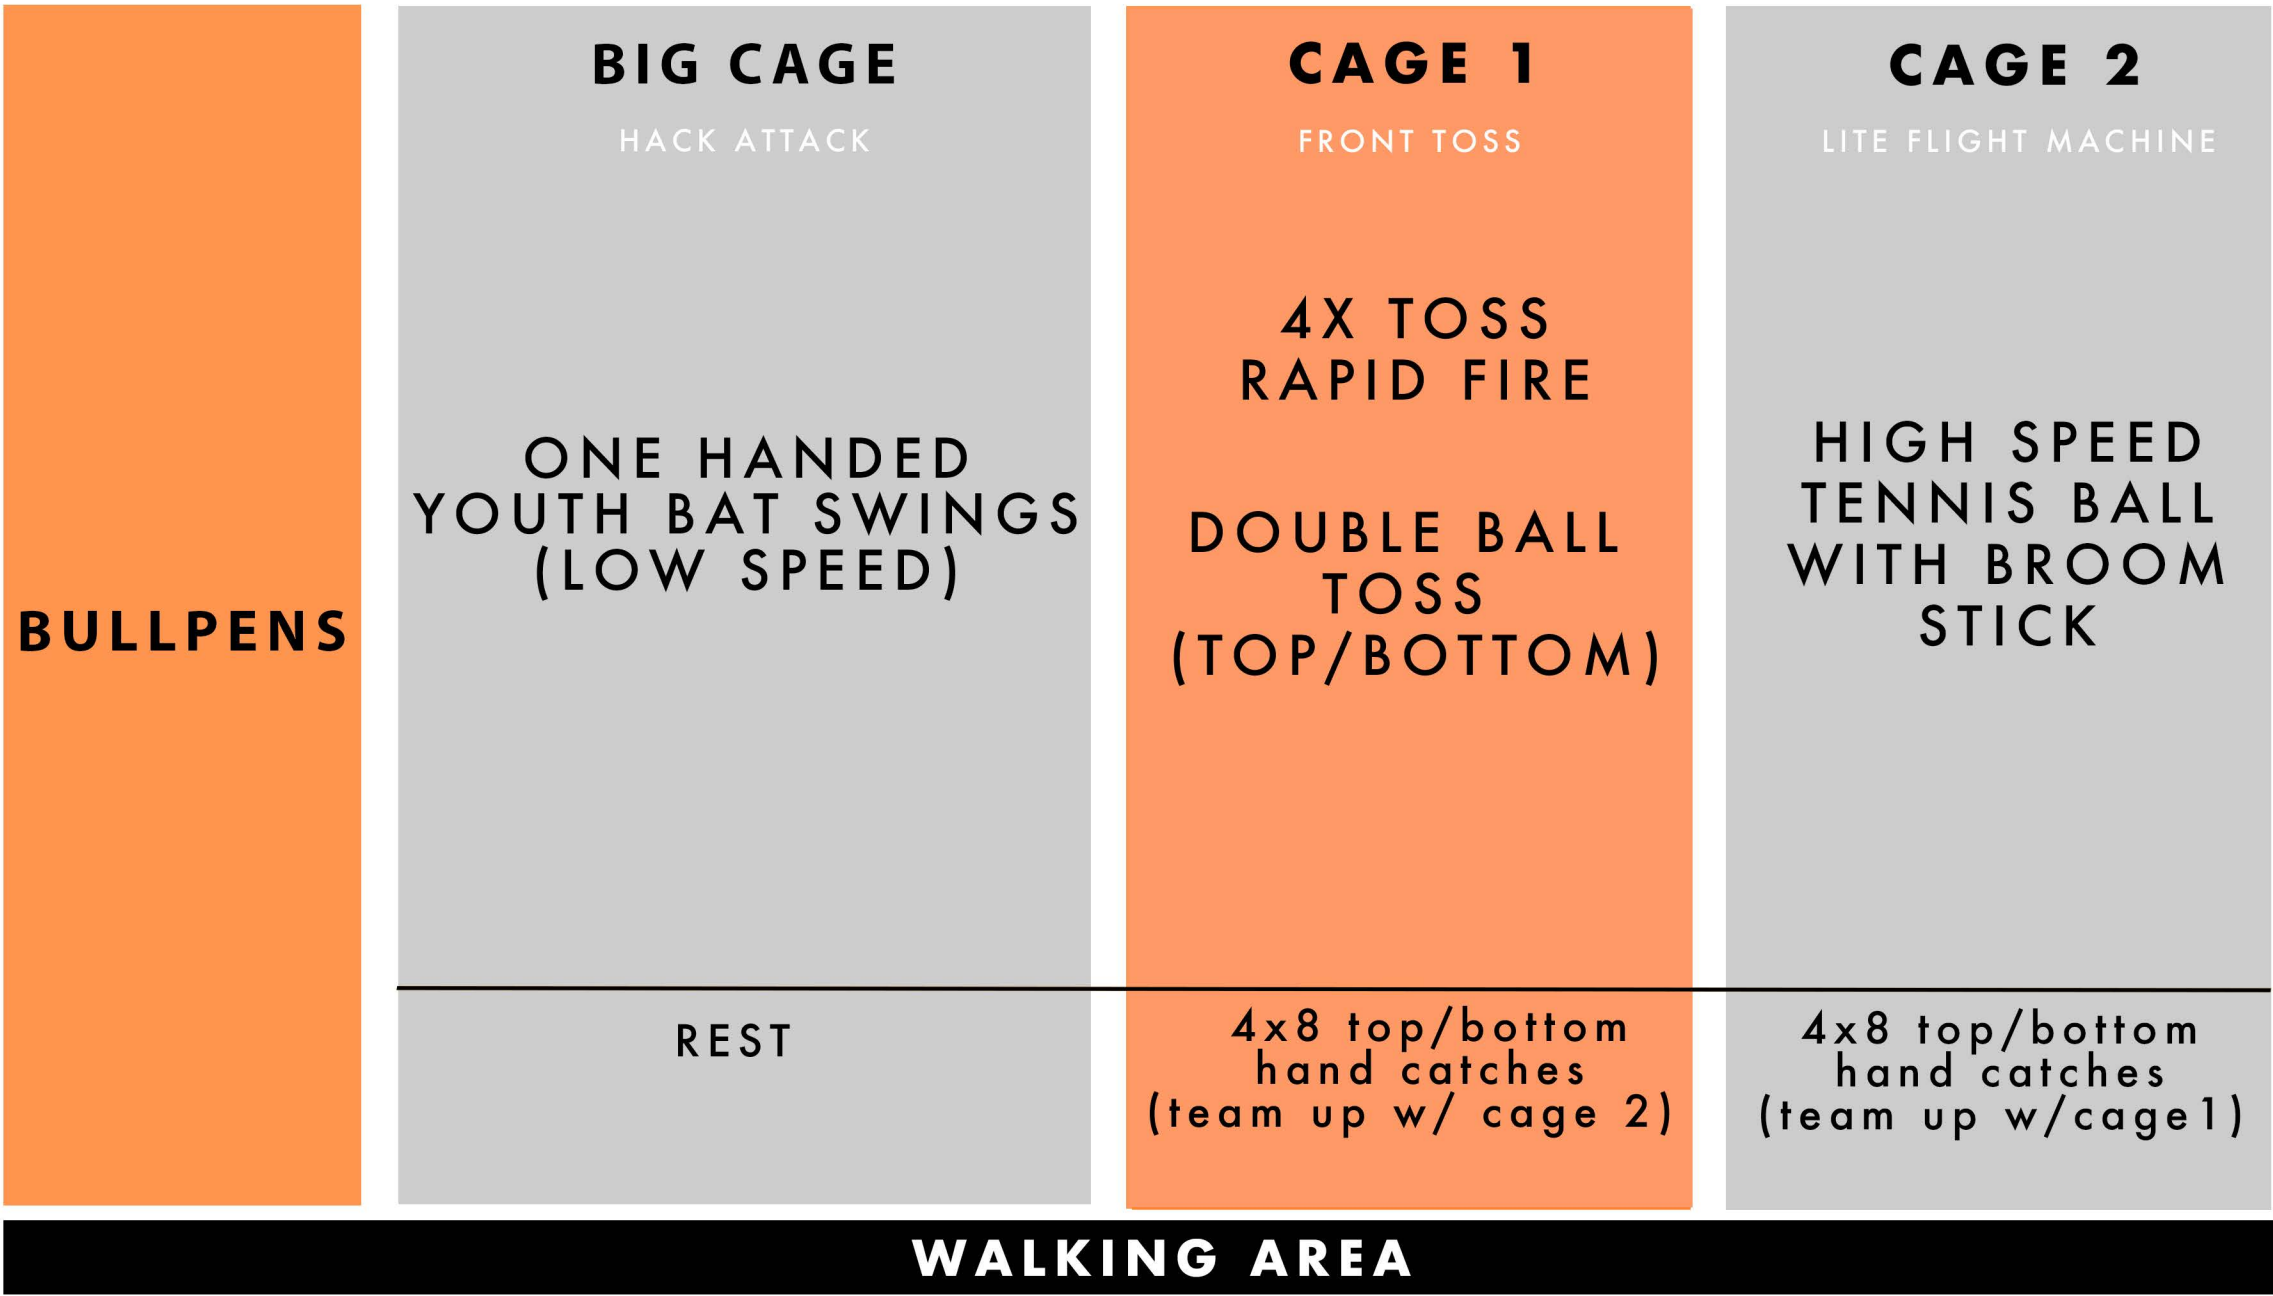 BULLPENS
BIG CAGE
HACK ATTACK
ONE HANDED
YOUTH BAT SWINGS
(LOW SPEED)
REST
CAGE 1
FRONT TOSS
4X TOSS
RAPID FIRE
DOUBLE BALL
TOSS
(TOP/BOTTOM)
4x8 top/bottom
hand catches
(team up w/ cage 2)
CAGE 2
LITE FLIGHT MACHINE
HIGH SPEED
TENNIS BALL
WITH BROOM
STICK
4x8 top/bottom
hand catches
(team up w/cage1)
WALKING AREA